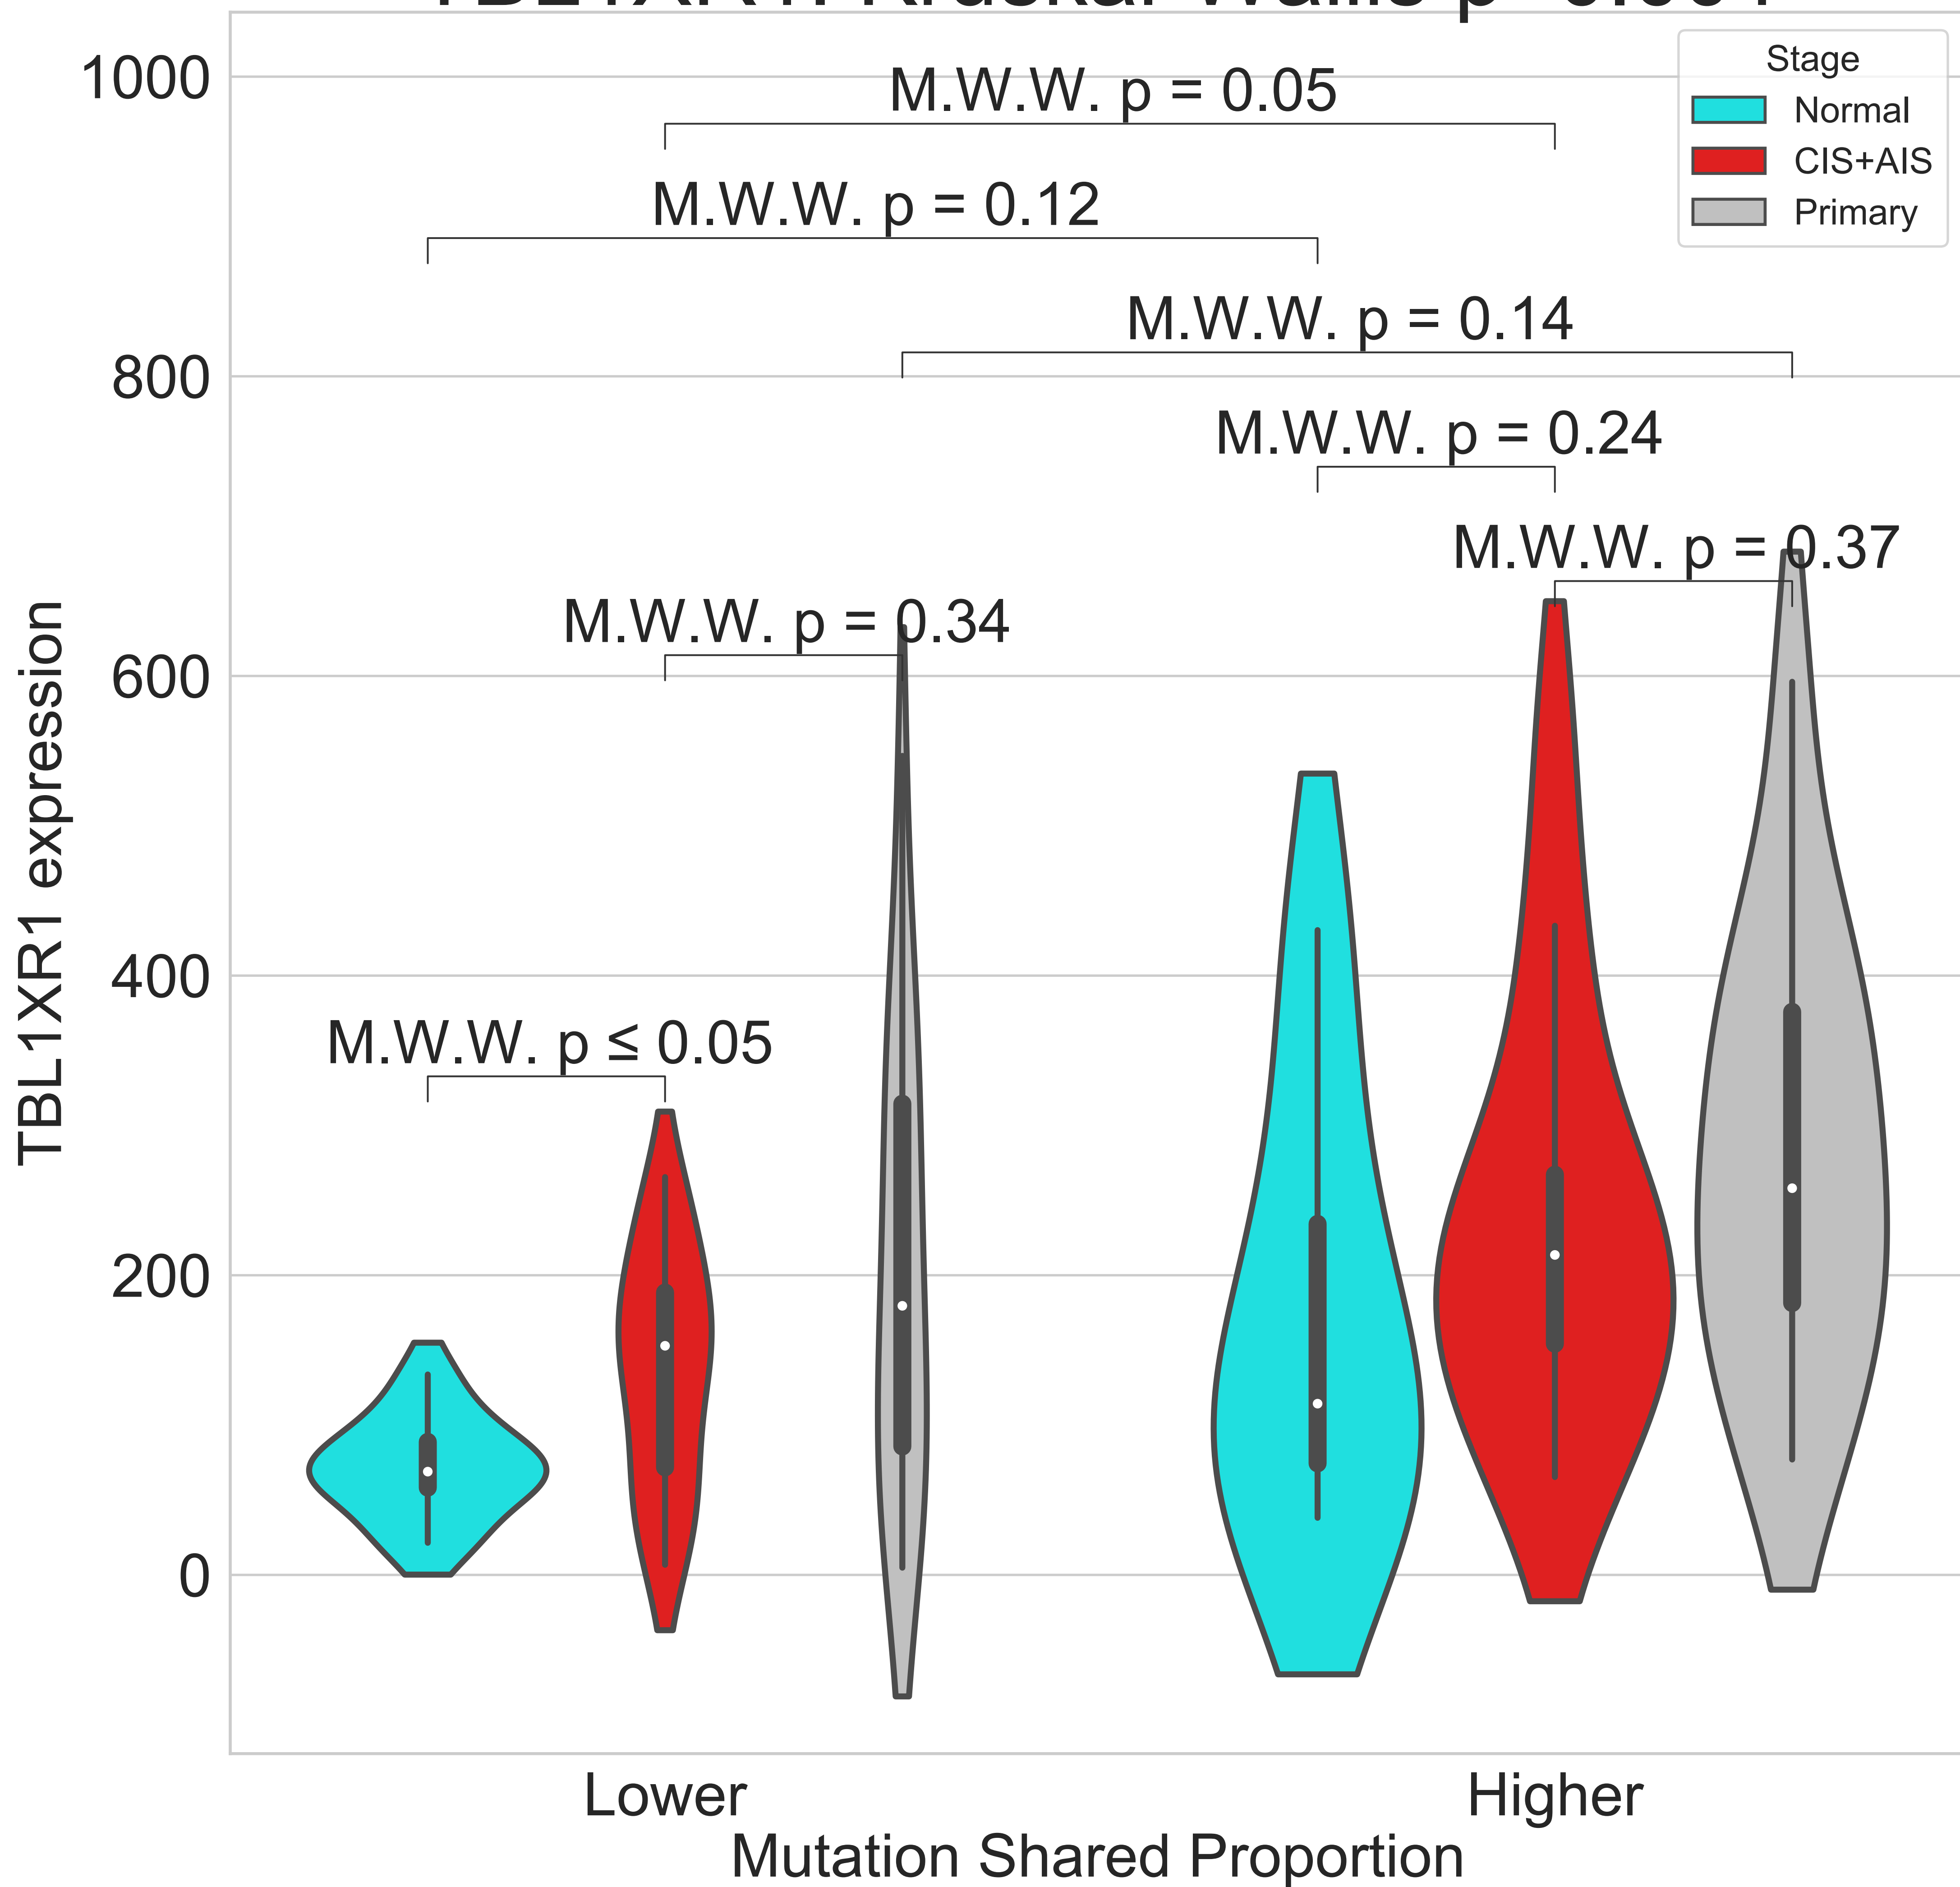 1000
800
600
400
200
0
TBL1XR1 expression
M.W.W. p = 0.05
M.W.W. p = 0.12
M.W.W. p = 0.14
M.W.W. p = 0.24
M.W.W. p = 0.37
M.W.W. p = 0.34
M.W.W. p ≤ 0.05
Stage
Normal
CIS+AIS
Primary
Lower
Higher
Mutation Shared Proportion